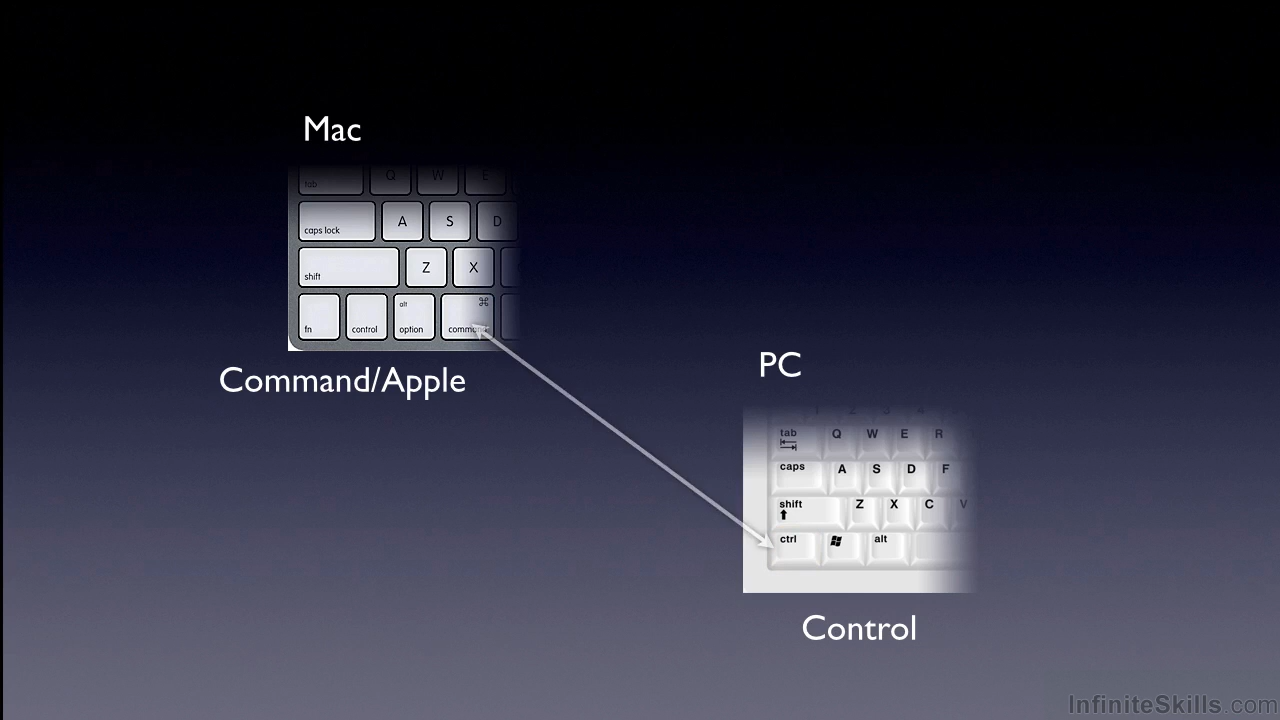 Mac
tab Q W E
caps lock A S D
shift Z X
fn control alt option ⌘ command
Command/Apple
PC
tab Q W E R
caps A S D F
shift Z X C V
ctrl alt
Control
InfiniteSkills.com